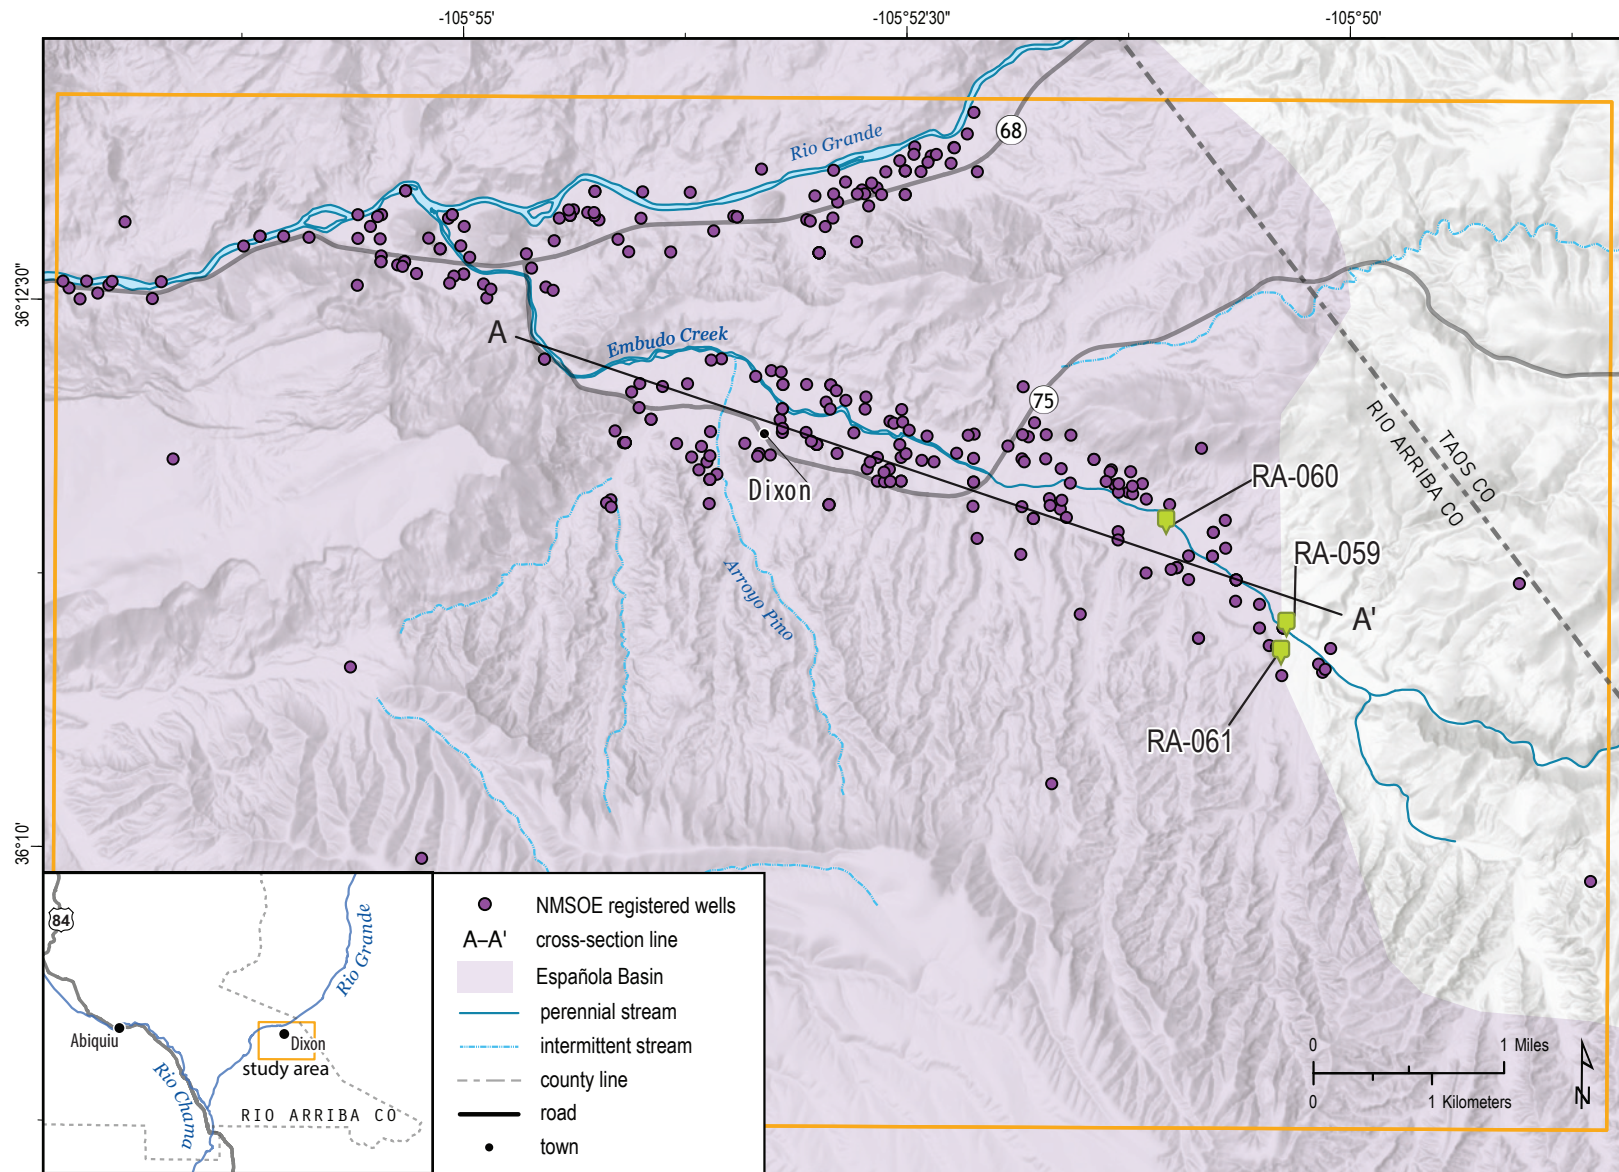 -105°55'
-105°52'30"
-105°50'
36°12'30"
36°10'
Rio Grande
68
A
Embudo Creek
75
TAOS CO
RIO ARRIBA CO
Dixon
RA-060
RA-059
Arroyo Pino
A'
RA-061
84
Rio Grande
Abiquiu
Dixon
study area
Rio Chama
RIO ARRIBA CO
NMSOE registered wells
A–A' cross-section line
Española Basin
perennial stream
intermittent stream
county line
road
town
0 1 Miles
0 1 Kilometers
N